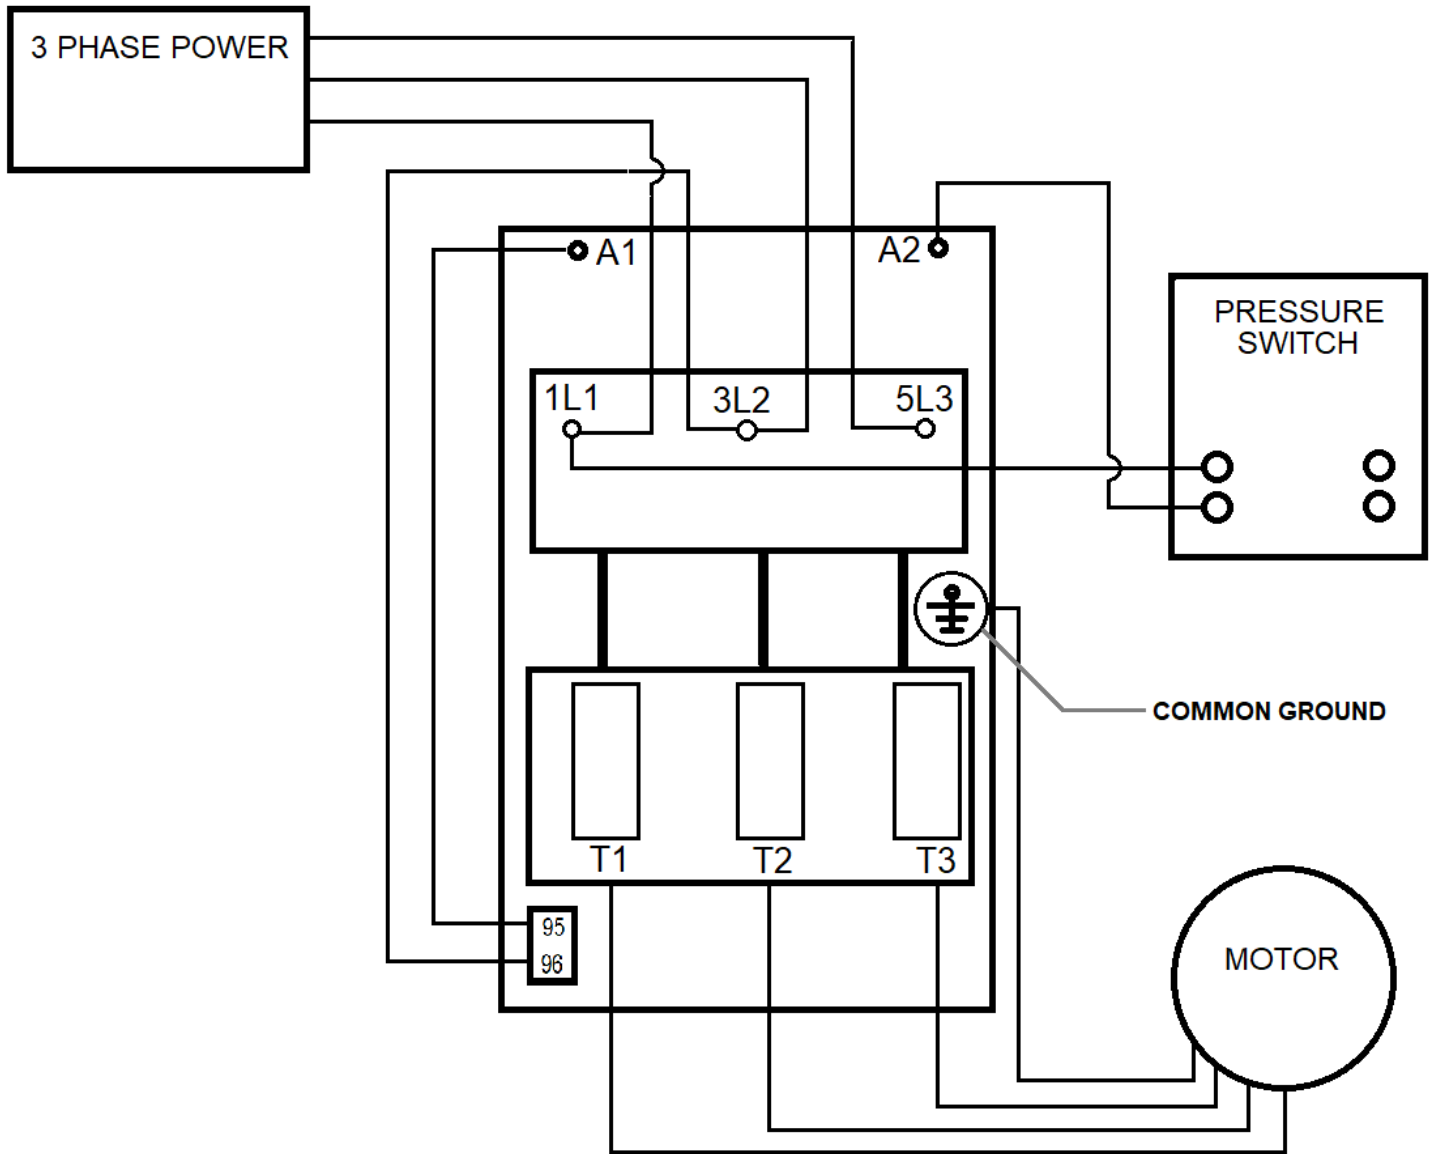 3 PHASE POWER
A1
A2
PRESSURE
SWITCH
1L1
3L2
5L3
COMMON GROUND
T1
T2
T3
95
96
MOTOR